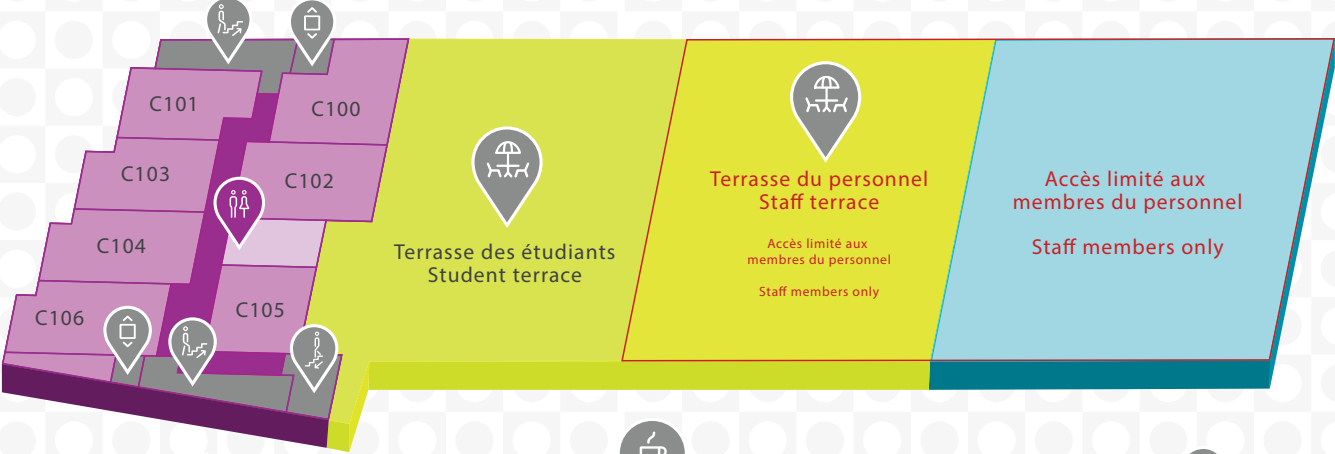 C101
C100
C103
C102
C104
C106
C105
Terrasse des étudiants
Student terrace
Terrasse du personnel
Staff terrace
Accès limité aux
membres du personnel
Staff members only
Accès limité aux
membres du personnel
Staff members only